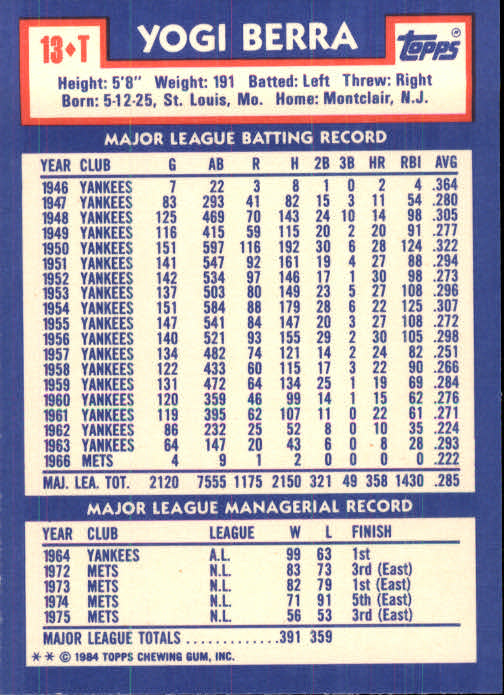 13♦T YOGI BERRA Topps®
Height: 5'8" Weight: 191 Batted: Left Threw: Right
Born: 5-12-25, St. Louis, Mo. Home: Montclair, N.J.
MAJOR LEAGUE BATTING RECORD
YEAR CLUB G AB R H 2B 3B HR RBI AVG
1946 YANKEES 7 22 3 8 1 0 2 4 .364
1947 YANKEES 83 293 41 82 15 3 11 54 .280
1948 YANKEES 125 469 70 143 24 10 14 98 .305
1949 YANKEES 116 415 59 115 20 2 20 91 .277
1950 YANKEES 151 597 116 192 30 6 28 124 .322
1951 YANKEES 141 547 92 161 19 4 27 88 .294
1952 YANKEES 142 534 97 146 17 1 30 98 .273
1953 YANKEES 137 503 80 149 23 5 27 108 .296
1954 YANKEES 151 584 88 179 28 6 22 125 .307
1955 YANKEES 147 541 84 147 20 3 27 108 .272
1956 YANKEES 140 521 93 155 29 2 30 105 .298
1957 YANKEES 134 482 74 121 14 2 24 82 .251
1958 YANKEES 122 433 60 115 17 3 22 90 .266
1959 YANKEES 131 472 64 134 25 1 19 69 .284
1960 YANKEES 120 359 46 99 14 1 15 62 .276
1961 YANKEES 119 395 62 107 11 0 22 61 .271
1962 YANKEES 86 232 25 52 8 0 10 35 .224
1963 YANKEES 64 147 20 43 6 0 8 28 .293
1966 METS 4 9 1 2 0 0 0 0 .222
MAJ. LEA. TOT. 2120 7555 1175 2150 321 49 358 1430 .285
MAJOR LEAGUE MANAGERIAL RECORD
YEAR CLUB LEAGUE W L FINISH
1964 YANKEES A.L. 99 63 1st
1972 METS N.L. 83 73 3rd (East)
1973 METS N.L. 82 79 1st (East)
1974 METS N.L. 71 91 5th (East)
1975 METS N.L. 56 53 3rd (East)
MAJOR LEAGUE TOTALS .............391 359
** © 1984 TOPPS CHEWING GUM, INC.